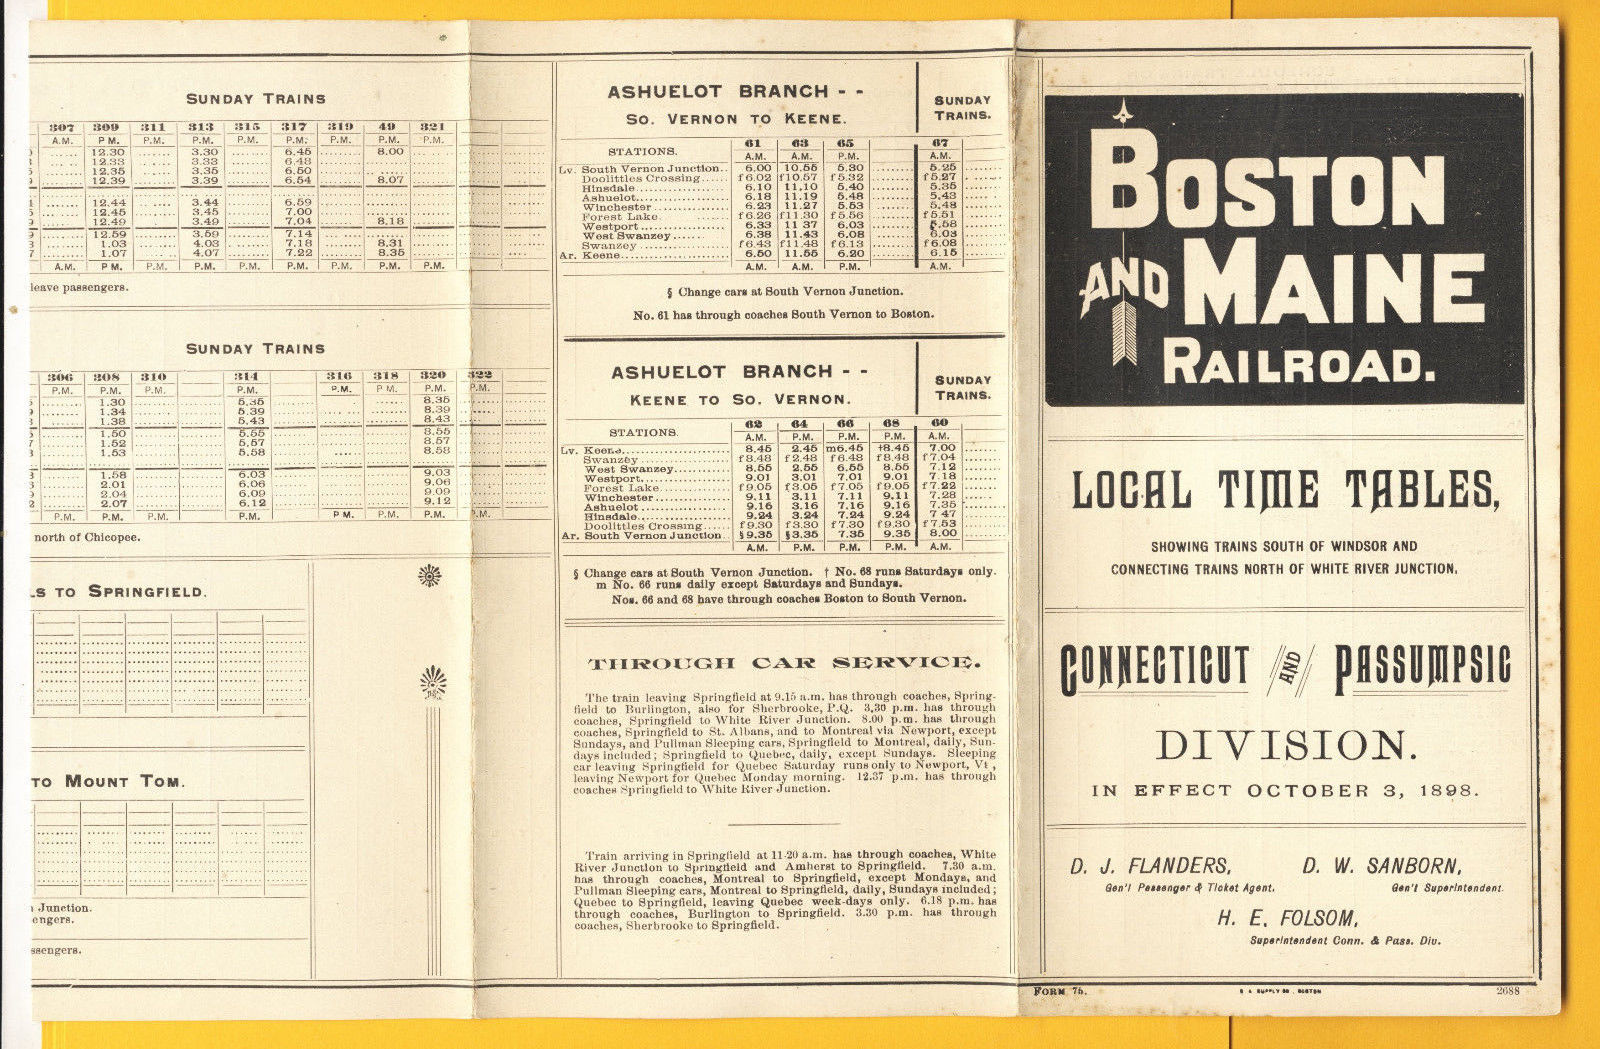 SUNDAY TRAINS
307 309 311 313 315 317 319 49 321
A.M. P M. P.M. P.M. P.M. P.M. P.M. P.M. P.M.
12.30 3.30 6.45 8.00
12.33 3.33 6.48
12.35 3.35 6.50
12.39 3.39 6.54 8.07
12.44 3.44 6.59
12.45 3.45 7.00
12.49 3.49 7.04 8.18
12.59 3.59 7.14
1.03 4.03 7.18 8.31
1.07 4.07 7.22 8.35
A.M. P M. P.M. P.M. P.M. P.M. P.M. P.M. P.M.
leave passengers.
SUNDAY TRAINS
306 308 310 314 316 318 320 322
P.M. P.M. P.M. P.M. P.M. P M. P.M. P.M.
1.30 5.35 8.35
1.34 5.39 8.39
1.38 5.43 8.43
1.50 5.55 8.55
1.52 5.57 8.57
1.53 5.58 8.58
1.58 6.03 9.03
2.01 6.06 9.06
2.04 6.09 9.09
2.07 6.12 9.12
P.M. P.M. P.M. P.M. P M. P.M. P.M. P.M.
north of Chicopee.
LS TO SPRINGFIELD.
TO MOUNT TOM.
Junction.
engers.
ssengers.
ASHUELOT BRANCH - -
SO. VERNON TO KEENE.
SUNDAY
TRAINS.
STATIONS. 61 63 65 67
A.M. A.M. P.M. A.M.
Lv. South Vernon Junction.. 6.00 10.55 5.30 5.25
Doolittles Crossing..... f 6.02 f10.57 f 5.32 f 5.27
Hinsdale 6.10 11.10 5.40 5.35
Ashuelot 6.18 11.19 5.48 5.43
Winchester 6.23 11.27 5.53 5.48
Forest Lake f 6.26 f11.30 f 5.56 f 5.51
Westport 6.33 11 37 6.03 5.58
West Swanzey 6.38 11.43 6.08 6.03
Swanzey f 6.43 f11.48 f 6.13 f 6.08
Ar. Keene 6.50 11.55 6.20 6.15
A.M. A.M. P.M. A.M.
§ Change cars at South Vernon Junction.
No. 61 has through coaches South Vernon to Boston.
ASHUELOT BRANCH - -
KEENE TO SO. VERNON.
SUNDAY
TRAINS.
STATIONS. 62 64 66 68 60
A.M. P.M. P.M. P.M. A.M.
Lv. Keene 8.45 2.45 m6.45 †8.45 7.00
Swanzey f 8.48 f 2.48 f 6.48 f 8.48 f 7.04
West Swanzey 8.55 2.55 6.55 8.55 7.12
Westport 9.01 3.01 7.01 9.01 7.18
Forest Lake f 9.05 f 3.05 f 7.05 f 9.05 f 7.22
Winchester 9.11 3.11 7.11 9.11 7.28
Ashuelot 9.16 3.16 7.16 9.16 7.35
Hinsdale 9.24 3.24 7.24 9.24 7 47
Doolittles Crossing f 9.30 f 3.30 f 7.30 f 9.30 f 7.53
Ar. South Vernon Junction. § 9.35 §3.35 7.35 9.35 8.00
A.M. P.M. P.M. P.M. A.M.
§ Change cars at South Vernon Junction. † No. 68 runs Saturdays only.
m No. 66 runs daily except Saturdays and Sundays.
Nos. 66 and 68 have through coaches Boston to South Vernon.
THROUGH CAR SERVICE.
The train leaving Springfield at 9.15 a.m. has through coaches, Spring-
field to Burlington, also for Sherbrooke, P.Q. 3.30 p.m. has through
coaches, Springfield to White River Junction. 8.00 p.m. has through
coaches, Springfield to St. Albans, and to Montreal via Newport, except
Sundays, and Pullman Sleeping cars, Springfield to Montreal, daily, Sun-
days included; Springfield to Quebec, daily, except Sundays. Sleeping
car leaving Springfield for Quebec Saturday runs only to Newport, Vt ,
leaving Newport for Quebec Monday morning. 12.37 p.m. has through
coaches Springfield to White River Junction.
Train arriving in Springfield at 11-20 a.m. has through coaches, White
River Junction to Springfield and Amherst to Springfield. 7.30 a.m.
has through coaches, Montreal to Springfield, except Mondays, and
Pullman Sleeping cars, Montreal to Springfield, daily, Sundays included;
Quebec to Springfield, leaving Quebec week-days only. 6.18 p.m. has
through coaches, Burlington to Springfield. 3.30 p.m. has through
coaches, Sherbrooke to Springfield.
BOSTON
AND MAINE
RAILROAD.
LOCAL TIME TABLES,
SHOWING TRAINS SOUTH OF WINDSOR AND
CONNECTING TRAINS NORTH OF WHITE RIVER JUNCTION,
CONNECTICUT AND PASSUMPSIC
DIVISION.
IN EFFECT OCTOBER 3, 1898.
D. J. FLANDERS, D. W. SANBORN,
Gen'l Passenger & Ticket Agent. Gen'l Superintendent.
H. E. FOLSOM,
Superintendent Conn. & Pass. Div.
FORM 75. SUPPLY CO., BOSTON 2688